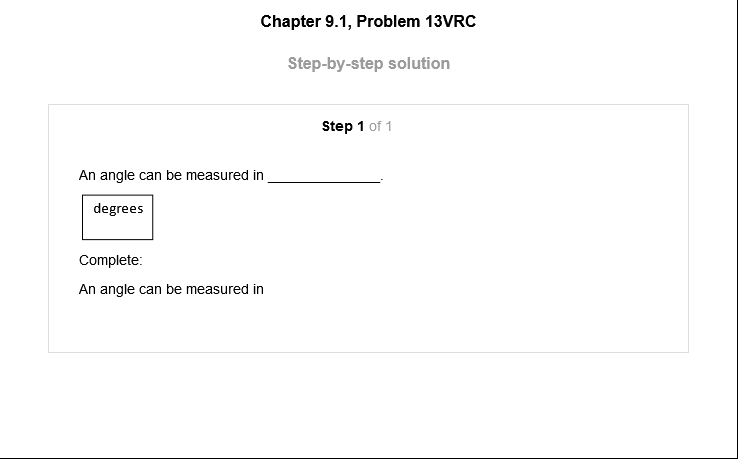 Chapter 9.1, Problem 13VRC
Step-by-step solution
Step 1 of 1
An angle can be measured in _______________.
degrees
Complete:
An angle can be measured in